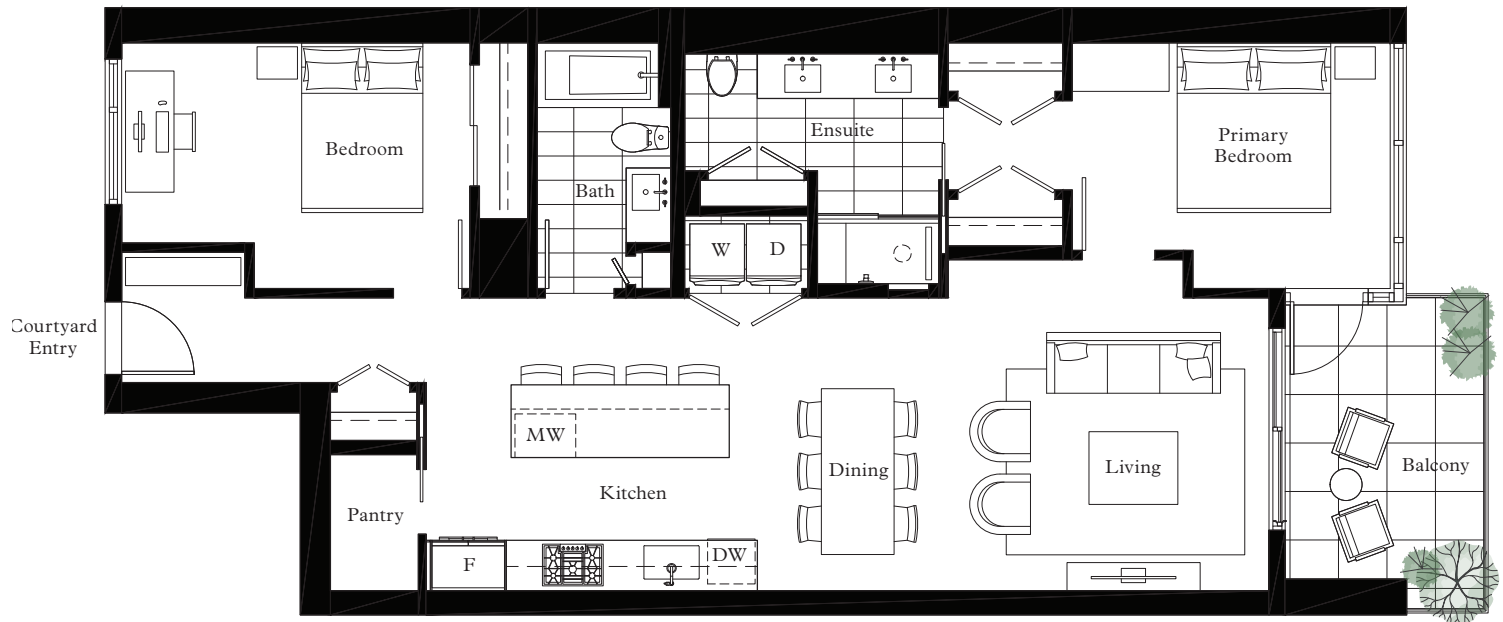 Bedroom
Bath
Ensuite
Primary
Bedroom
W
D
Courtyard
Entry
MW
Kitchen
Dining
Living
Balcony
Pantry
F
DW